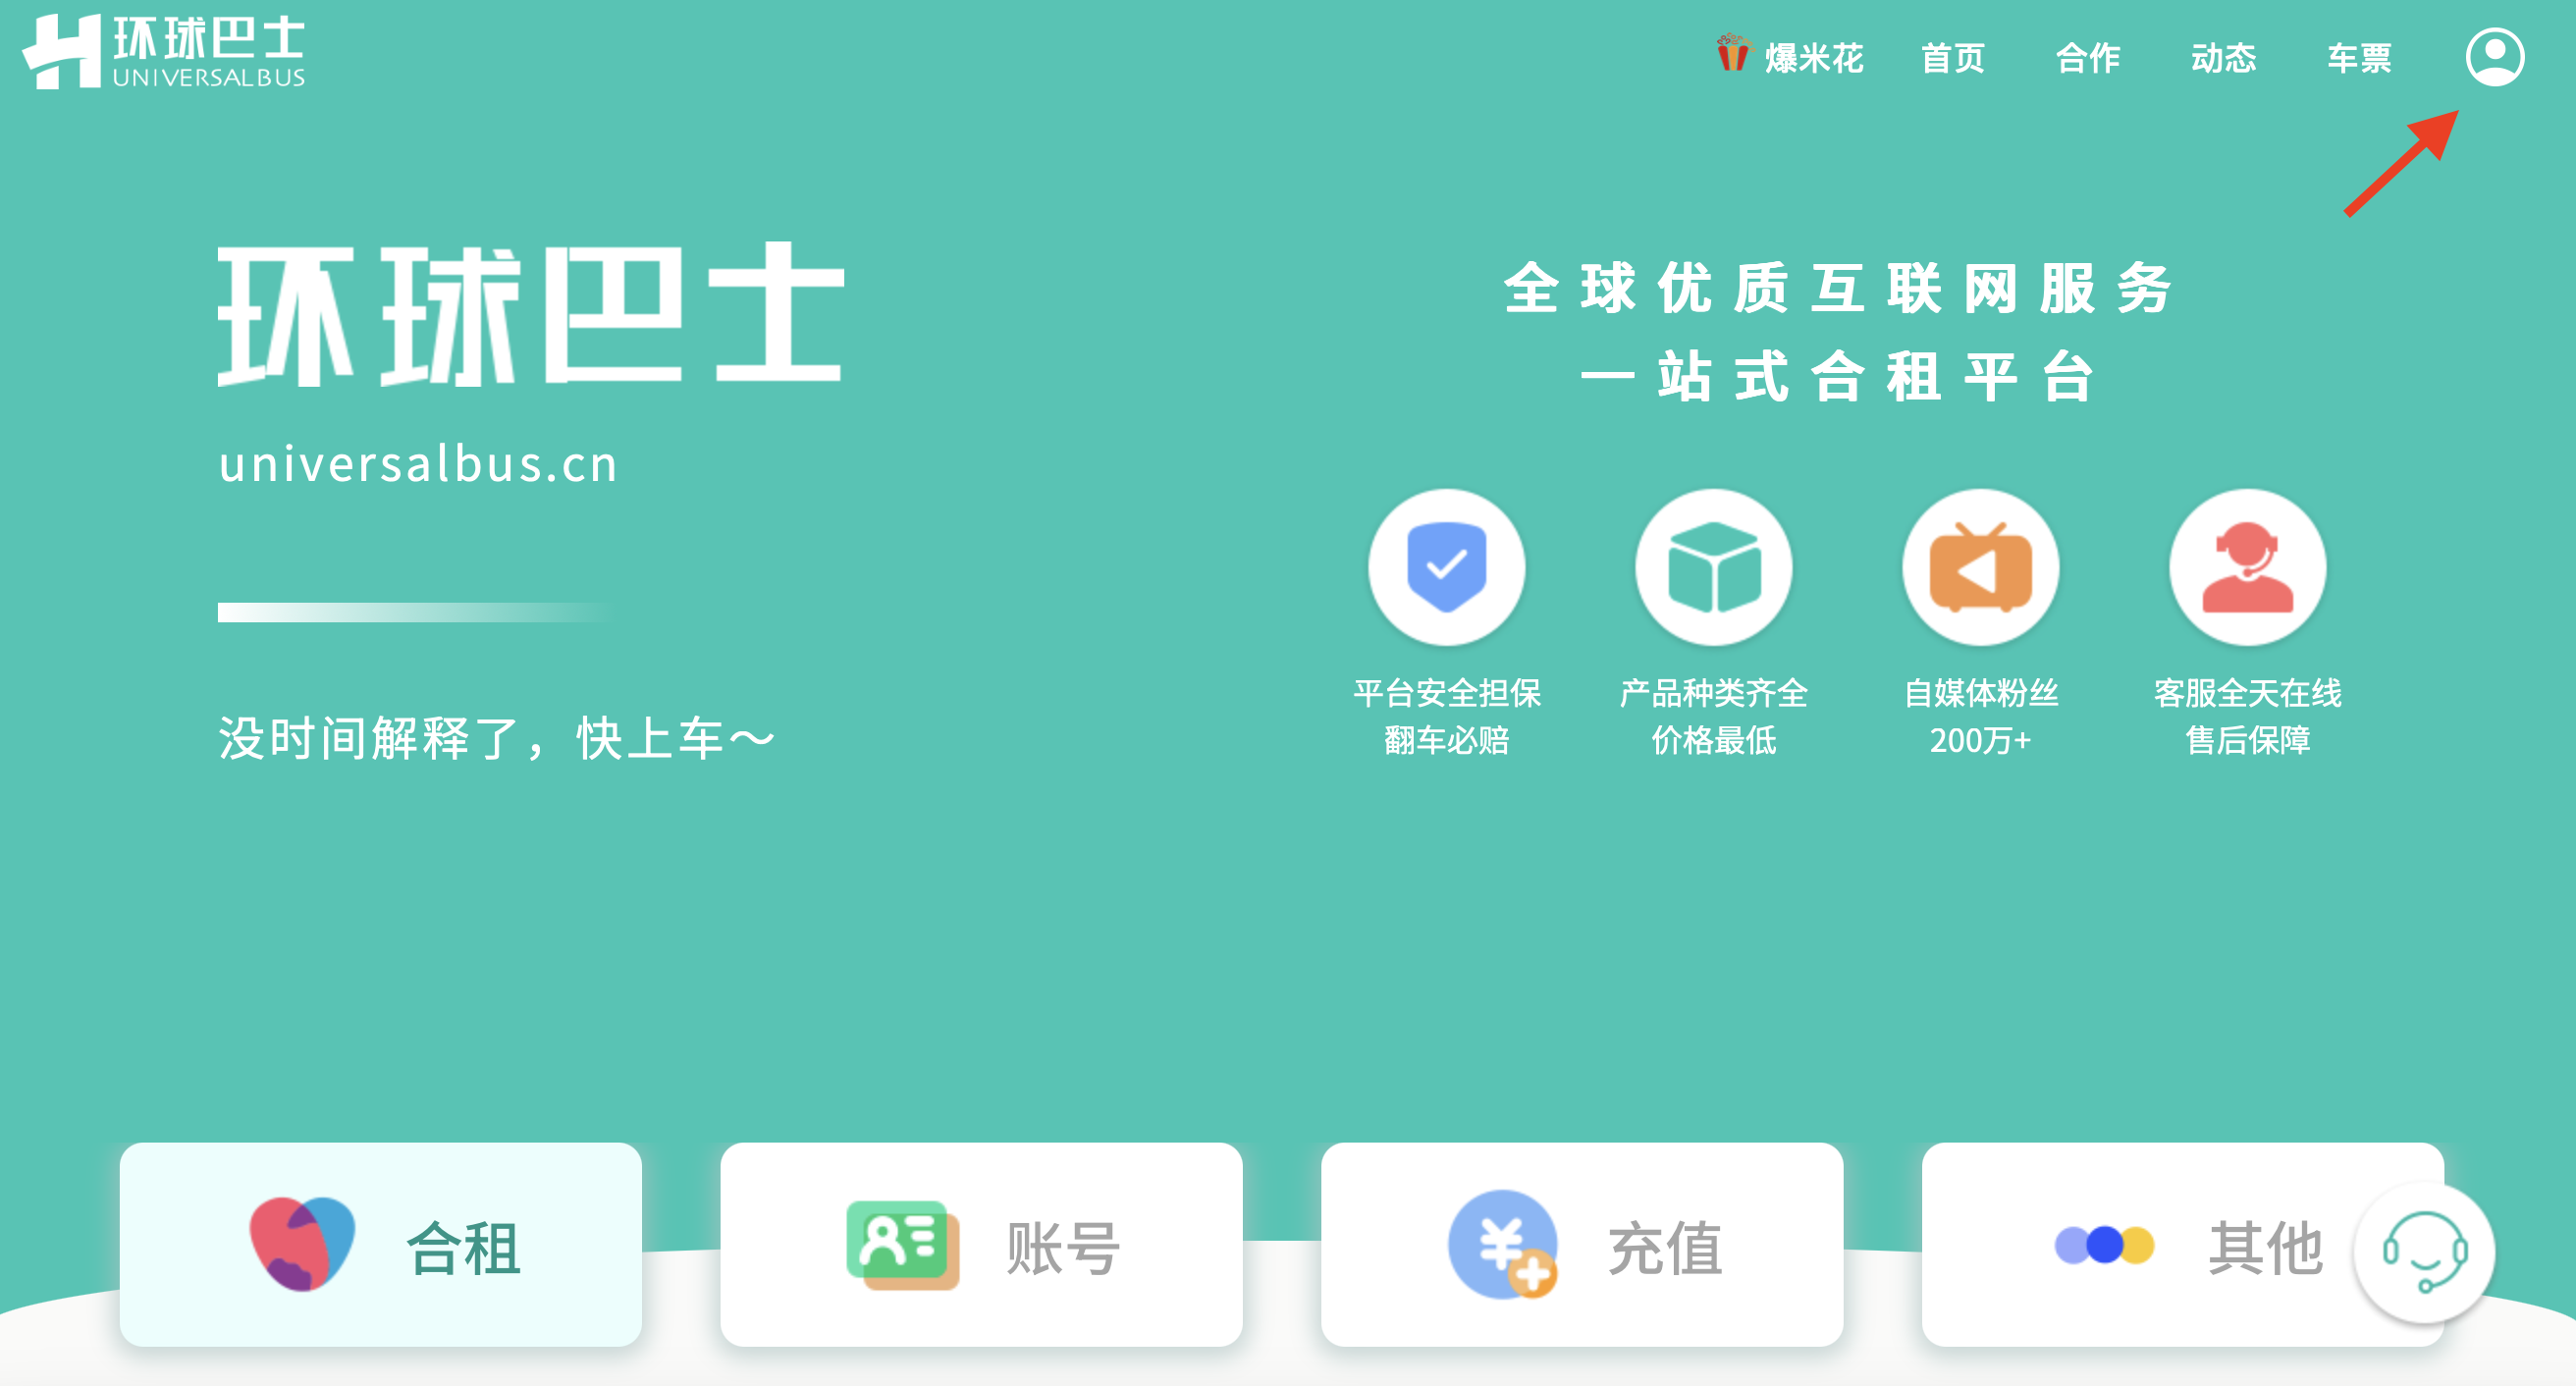 环球巴士
UNIVERSALBUS
爆米花 首页 合作 动态 车票
环球巴士
universalbus.cn
没时间解释了，快上车～
全球优质互联网服务
一站式合租平台
平台安全担保
翻车必赔
产品种类齐全
价格最低
自媒体粉丝
200万+
客服全天在线
售后保障
合租
账号
充值
其他